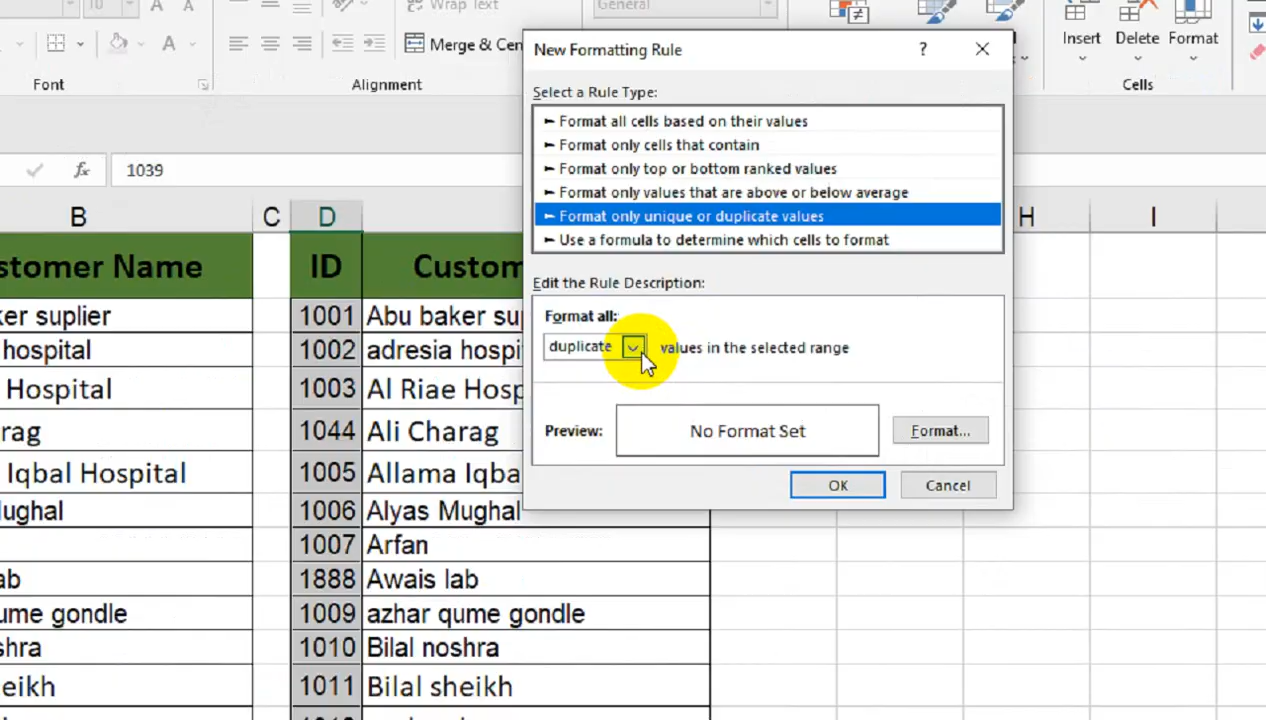 10
Wrap Text
General
Merge & Cen
Insert
Delete
Format
Font
Alignment
Cells
fx
1039
B
C
D
H
I
stomer Name
ID
Custom
ker suplier
1001
Abu baker su
hospital
1002
adresia hospi
Hospital
1003
Al Riae Hosp
rag
1044
Ali Charag
Iqbal Hospital
1005
Allama Iqba
lughal
1006
Alyas Mughal
1007
Arfan
ab
1888
Awais lab
ume gondle
1009
azhar qume gondle
shra
1010
Bilal noshra
eikh
1011
Bilal sheikh
New Formatting Rule
?
Select a Rule Type:
► Format all cells based on their values
► Format only cells that contain
► Format only top or bottom ranked values
► Format only values that are above or below average
► Format only unique or duplicate values
► Use a formula to determine which cells to format
Edit the Rule Description:
Format all:
duplicate values in the selected range
Preview:
No Format Set
Format...
OK
Cancel